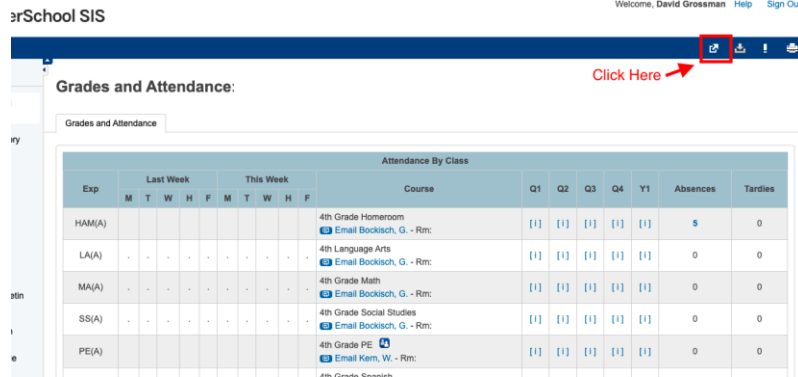 Welcome, David Grossman Help Sign Ou
erSchool SIS
Click Here
Grades and Attendance:
Grades and Attendance
ory
Attendance By Class
Exp Last Week This Week Course Q1 Q2 Q3 Q4 Y1 Absences Tardies
M T W H F M T W H F
HAM(A) 4th Grade Homeroom [ i ] [ i ] [ i ] [ i ] [ i ] 5 0
Email Bockisch, G. - Rm:
LA(A) . . . . . . . . . . 4th Language Arts [ i ] [ i ] [ i ] [ i ] [ i ] 0 0
Email Bockisch, G. - Rm:
MA(A) . . . . . . . . . . 4th Grade Math [ i ] [ i ] [ i ] [ i ] [ i ] 0 0
Email Bockisch, G. - Rm:
etin
SS(A) . . . . . . . . . . 4th Grade Social Studies [ i ] [ i ] [ i ] [ i ] [ i ] 0 0
Email Bockisch, G. - Rm:
PE(A) 4th Grade PE [ i ] [ i ] [ i ] [ i ] [ i ] 0 0
Email Kern, W. - Rm:
e
4th Grade Spanish